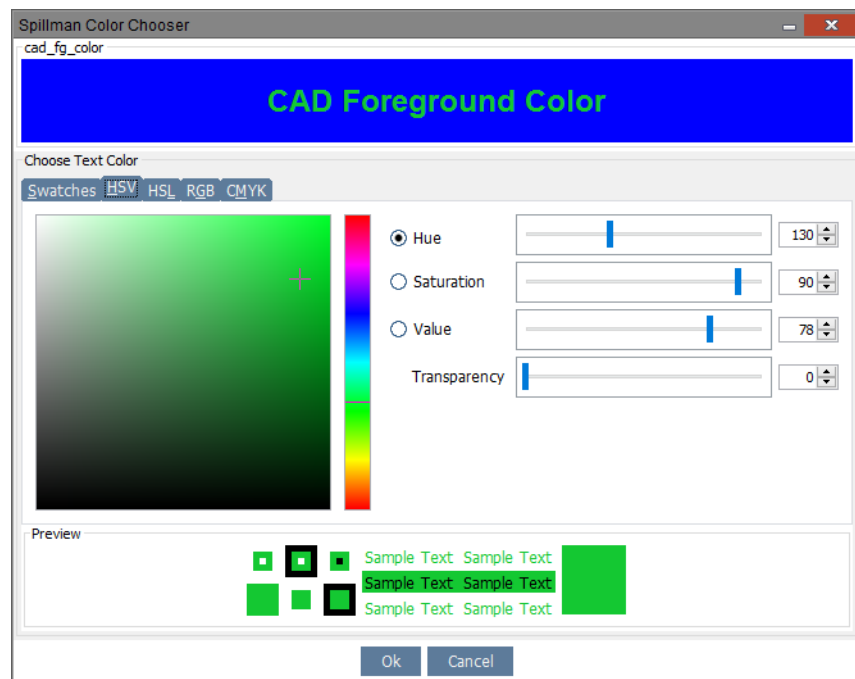 Spillman Color Chooser
cad_fg_color
CAD Foreground Color
Choose Text Color
Swatches HSV HSL RGB CMYK
Hue 130
Saturation 90
Value 78
Transparency 0
Preview
Sample Text Sample Text
Sample Text Sample Text
Sample Text Sample Text
Ok Cancel